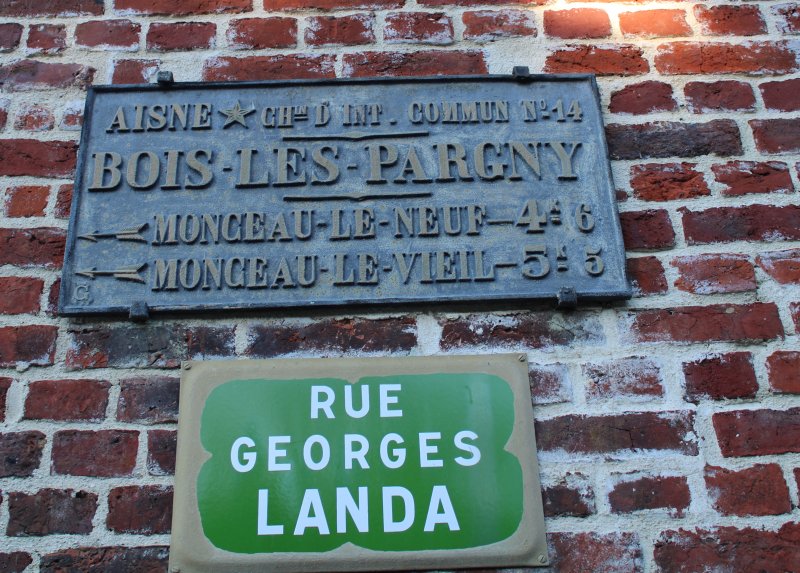 AISNE ★ CHᴵᴺ D'INT. COMMUN Nº 14
BOIS-LES-PARGNY
MONCEAU-LE-NEUF-4ᴷ 6
MONCEAU-LE-VIEIL-5ᴷ 5
RUE
GEORGES
LANDA